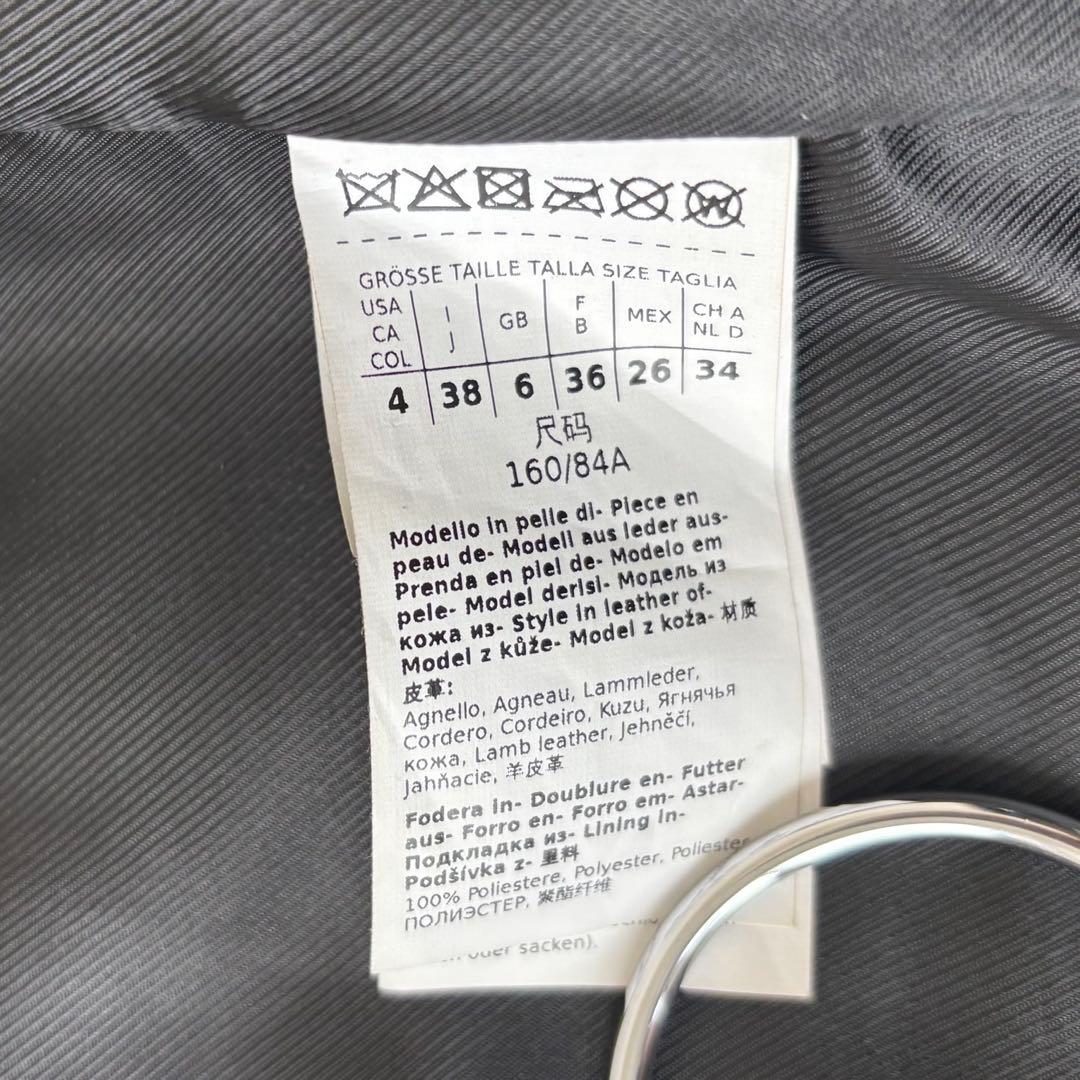 GRÖSSE TAILLE TALLA SIZE TAGLIA
USA CA COL
I J
GB
F B
MEX
CH A NL D
4 38 6 36 26 34
尺码
160/84A
Modello in pelle di- Piece en
peau de- Modell aus leder aus-
Prenda en piel de- Modelo em
pele- Model derisi- Модель из
кожа из- Style in leather of-
Model z kůže- Model z koža- 材质
皮革:
Agnello, Agneau, Lammleder,
Cordero, Cordeiro, Kuzu, Ягнячья
кожа, Lamb leather, Jehněčí,
Jahňacie, 羊皮革
Fodera in- Doublure en- Futter
aus- Forro en- Forro em- Astar-
Подкладка из- Lining in-
Podšívka z- 里料
100% Poliestere, Polyester, Poliester
ПОЛИЭСТЕР, 聚酯纤维
oder sacken).